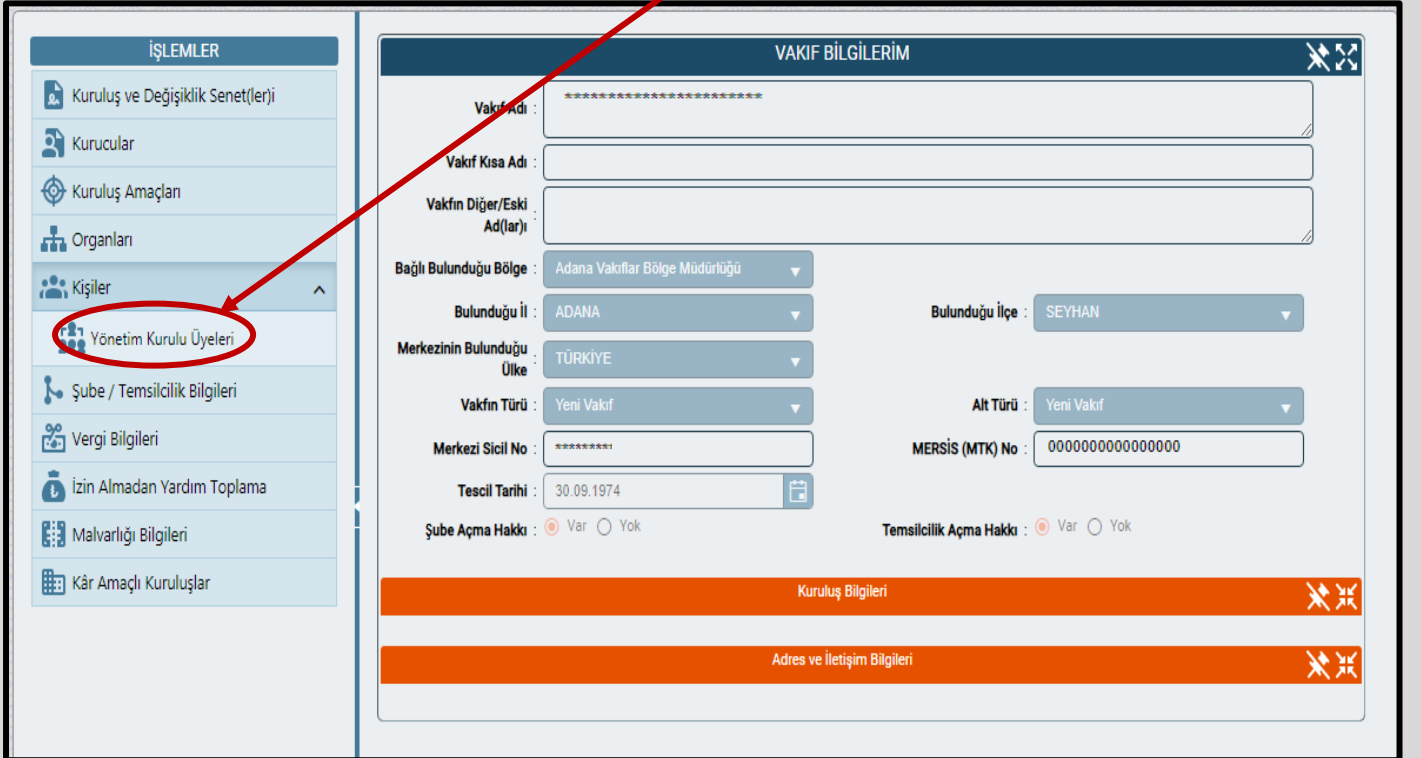 İŞLEMLER
Kuruluş ve Değişiklik Senet(ler)i
Kurucular
Kuruluş Amaçları
Organları
Kişiler
Yönetim Kurulu Üyeleri
Şube / Temsilcilik Bilgileri
Vergi Bilgileri
İzin Almadan Yardım Toplama
Malvarlığı Bilgileri
Kâr Amaçlı Kuruluşlar
VAKIF BİLGİLERİM
Vakıf Adı : ***********************
Vakıf Kısa Adı :
Vakfın Diğer/Eski
Ad(lar)ı :
Bağlı Bulunduğu Bölge : Adana Vakıflar Bölge Müdürlüğü
Bulunduğu İl : ADANA Bulunduğu İlçe : SEYHAN
Merkezinin Bulunduğu
Ülke : TÜRKİYE
Vakfın Türü : Yeni Vakıf Alt Türü : Yeni Vakıf
Merkezi Sicil No : ********* MERSİS (MTK) No : 0000000000000000
Tescil Tarihi : 30.09.1974
Şube Açma Hakkı : Var Yok Temsilcilik Açma Hakkı : Var Yok
Kuruluş Bilgileri
Adres ve İletişim Bilgileri